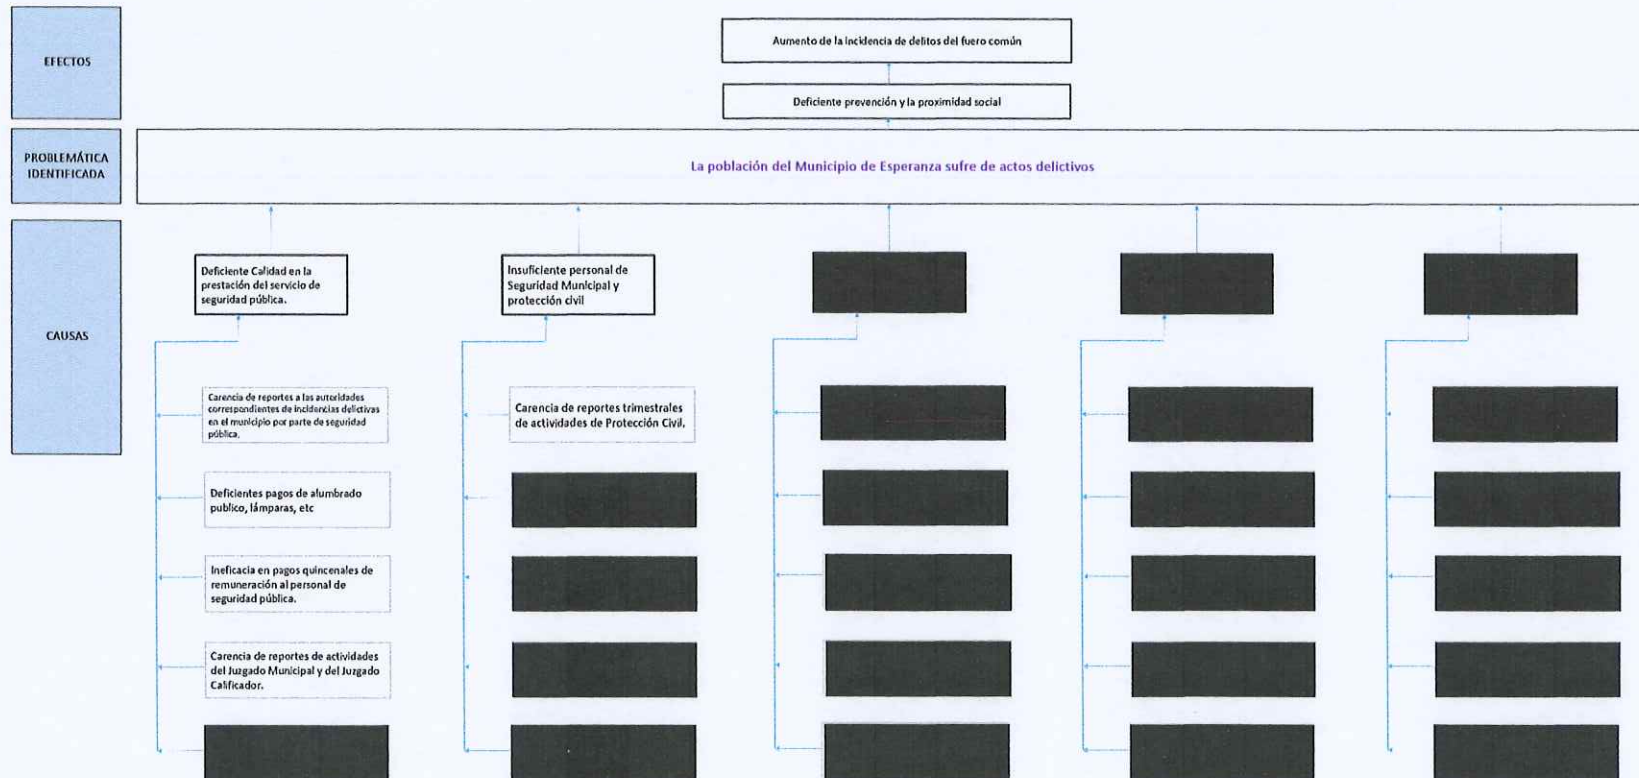 EFECTOS
Aumento de la incidencia de delitos del fuero común
Deficiente prevención y la proximidad social
PROBLEMÁTICA
IDENTIFICADA
La población del Municipio de Esperanza sufre de actos delictivos
CAUSAS
Deficiente Calidad en la
prestación del servicio de
seguridad pública.
Insuficiente personal de
Seguridad Municipal y
protección civil
Carencia de reportes a las autoridades
correspondientes de incidencias delictivas
en el municipio por parte de seguridad
pública.
Carencia de reportes trimestrales
de actividades de Protección Civil.
Deficientes pagos de alumbrado
publico, lámparas, etc
Ineficacia en pagos quincenales de
remuneración al personal de
seguridad pública.
Carencia de reportes de actividades
del Juzgado Municipal y del Juzgado
Calificador.